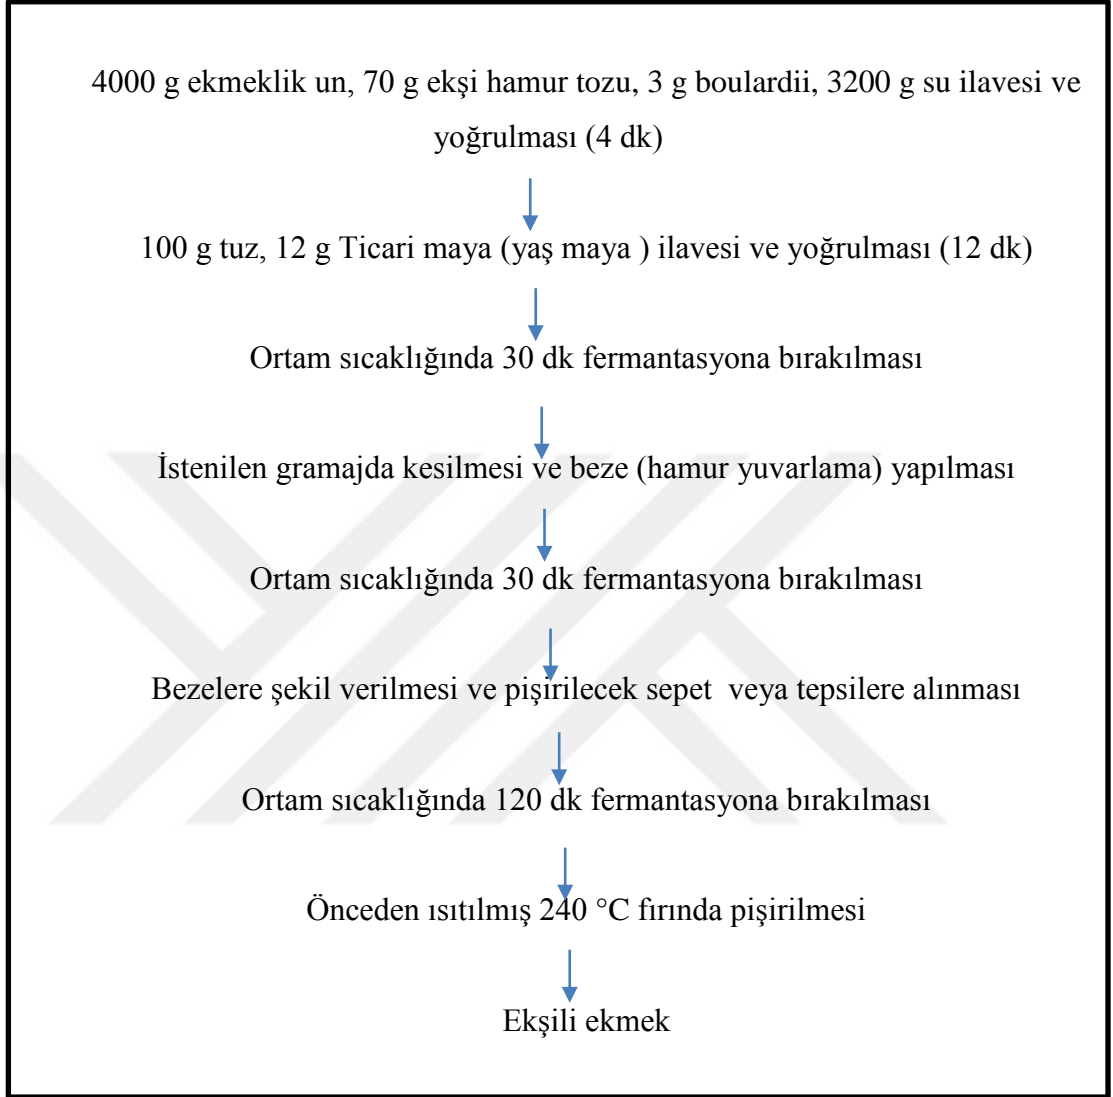 4000 g ekmeklik un, 70 g ekşi hamur tozu, 3 g boulardii, 3200 g su ilavesi ve
yoğrulması (4 dk)
100 g tuz, 12 g Ticari maya (yaş maya ) ilavesi ve yoğrulması (12 dk)
Ortam sıcaklığında 30 dk fermantasyona bırakılması
İstenilen gramajda kesilmesi ve beze (hamur yuvarlama) yapılması
Ortam sıcaklığında 30 dk fermantasyona bırakılması
Bezelere şekil verilmesi ve pişirilecek sepet veya tepsilere alınması
Ortam sıcaklığında 120 dk fermantasyona bırakılması
Önceden ısıtılmış 240 °C fırında pişirilmesi
Ekşili ekmek